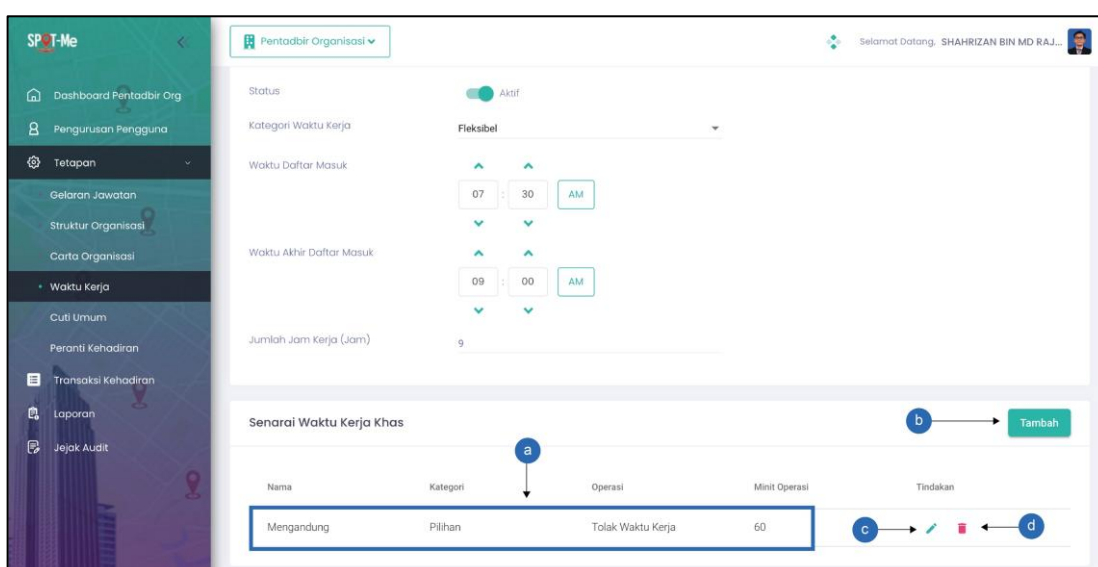 SPOT-Me
Pentadbir Organisasi
Selamat Datang, SHAHRIZAN BIN MD RAJ...
Dashboard Pentadbir Org
Pengurusan Pengguna
Tetapan
Gelaran Jawatan
Struktur Organisasi
Carta Organisasi
Waktu Kerja
Cuti Umum
Peranti Kehadiran
Transaksi Kehadiran
Laporan
Jejak Audit
Status
Aktif
Kategori Waktu Kerja
Fleksibel
Waktu Daftar Masuk
07 : 30 AM
Waktu Akhir Daftar Masuk
09 : 00 AM
Jumlah Jam Kerja (Jam)
9
Senarai Waktu Kerja Khas
b
Tambah
a
Nama Kategori Operasi Minit Operasi Tindakan
Mengandung Pilihan Tolak Waktu Kerja 60
c
d